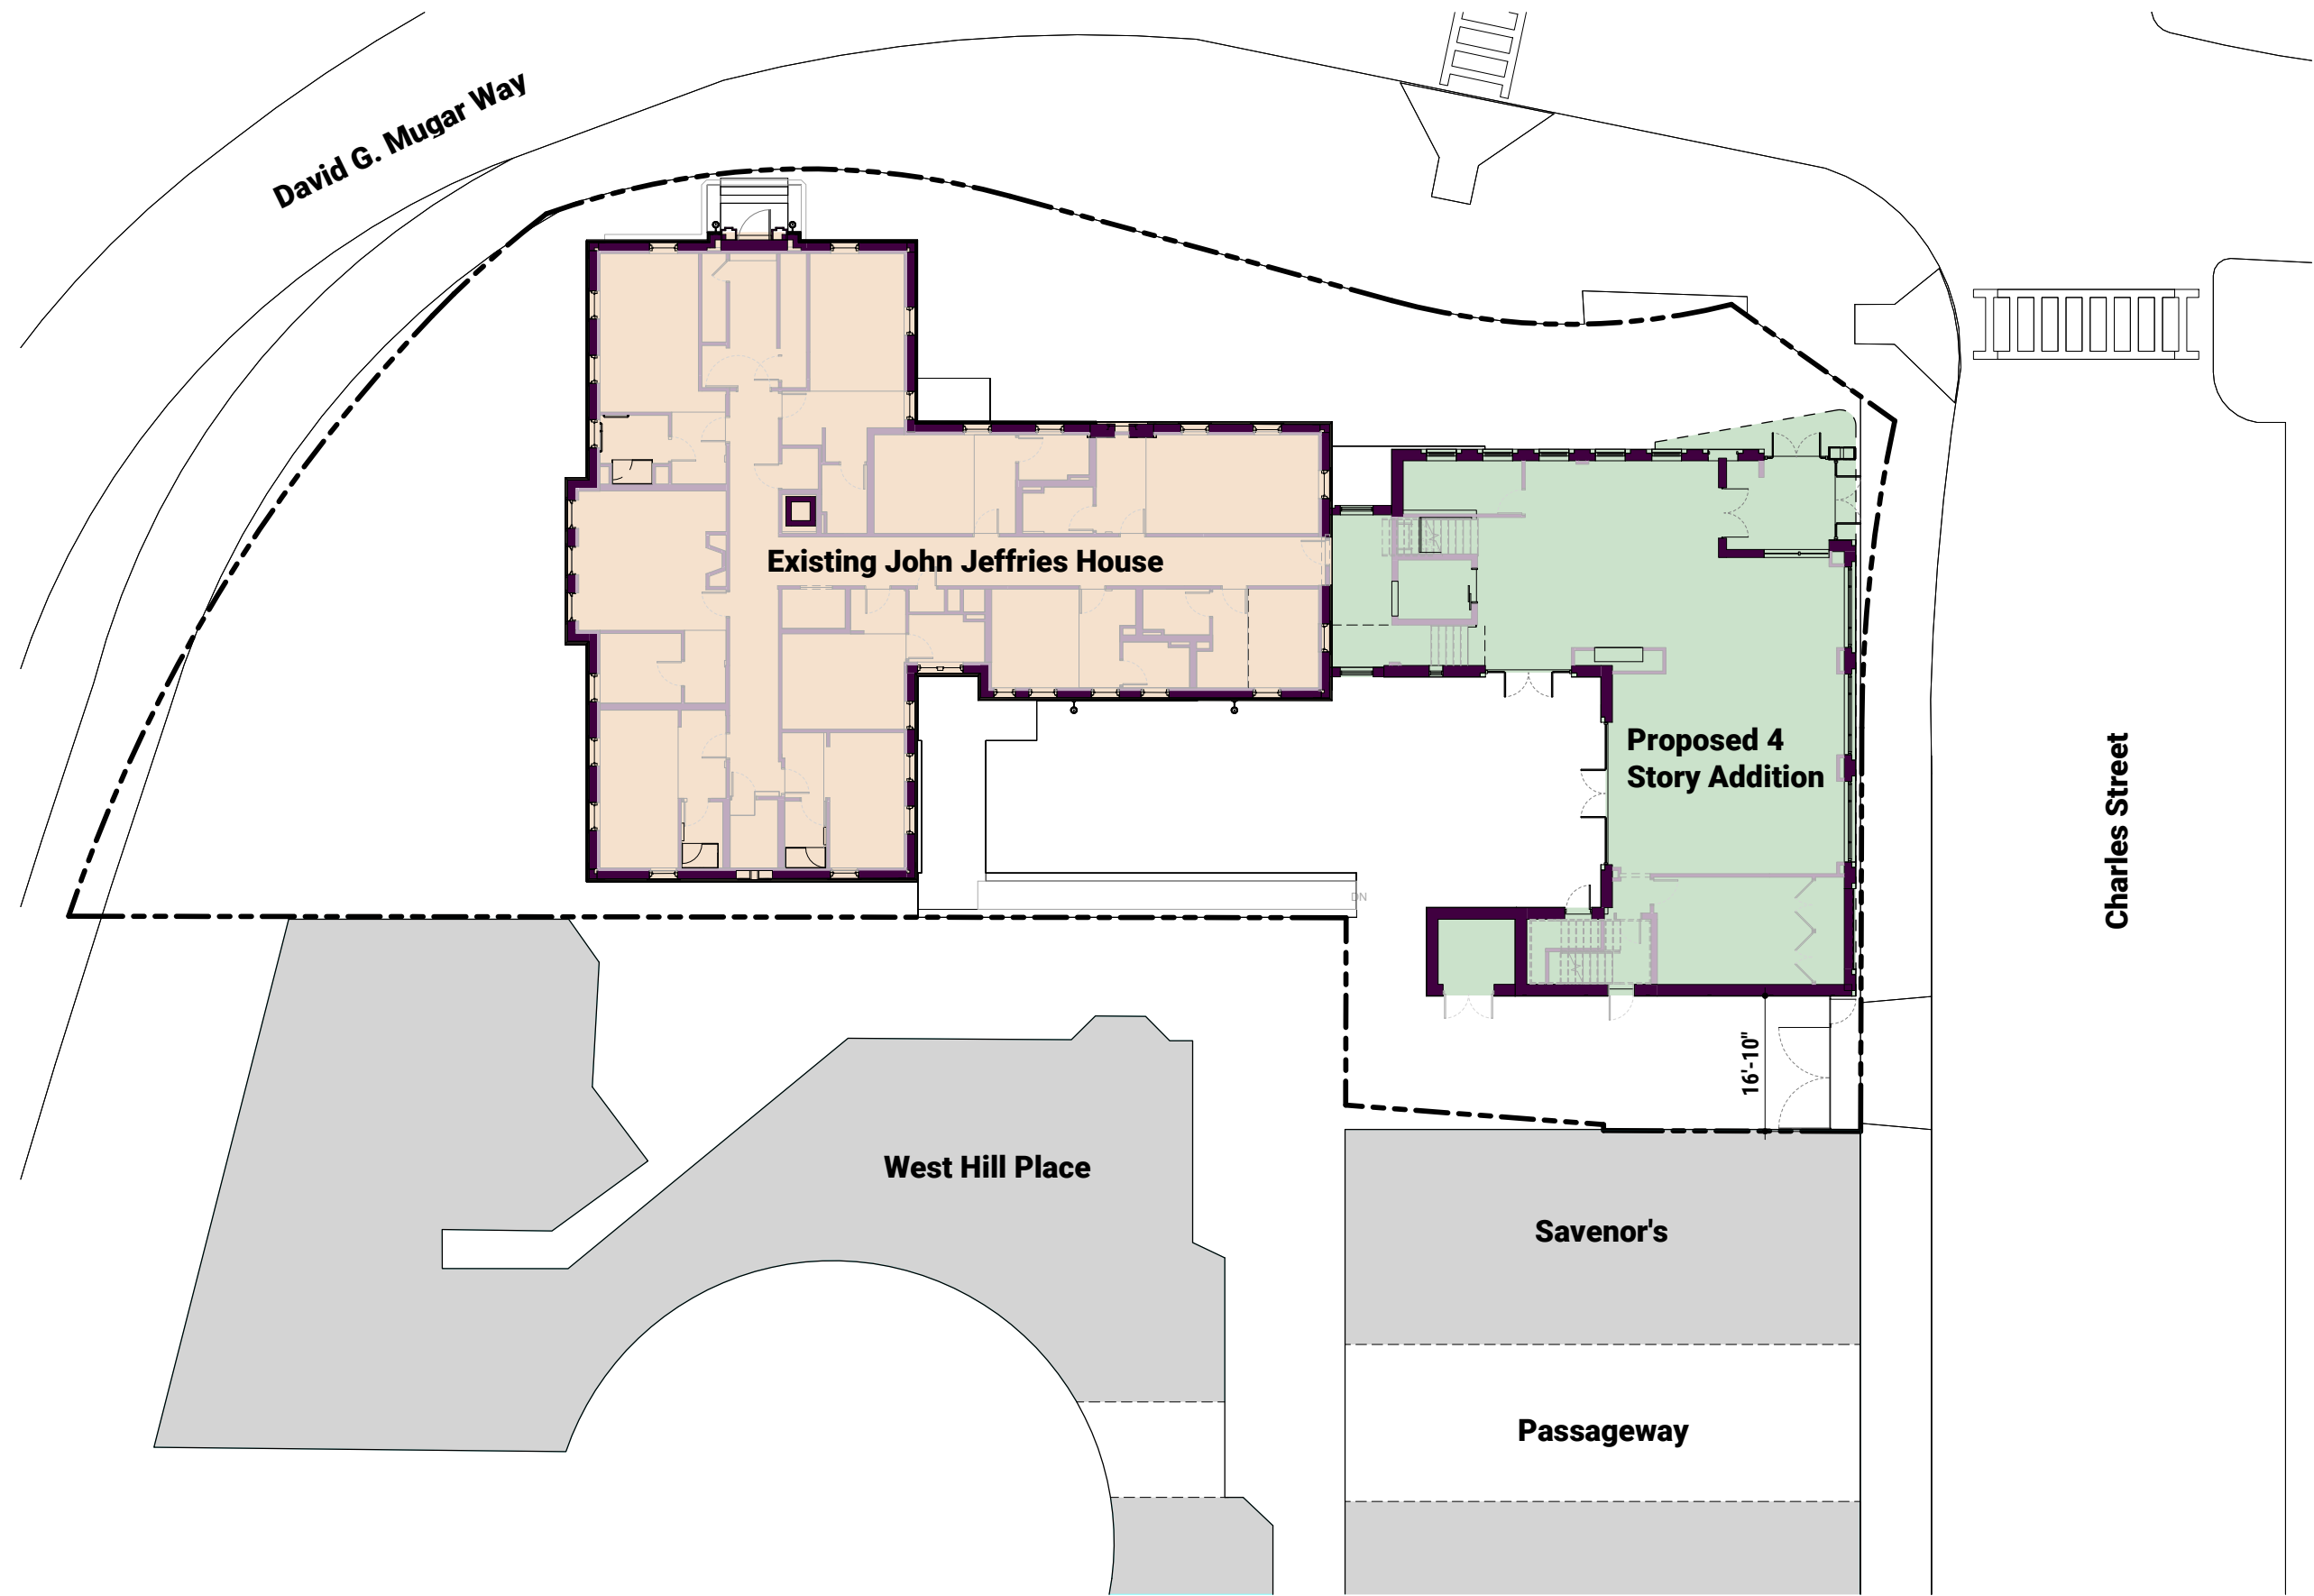 David G. Mugar Way
Existing John Jeffries House
Proposed 4
Story Addition
Charles Street
DN
16'-10"
West Hill Place
Savenor's
Passageway